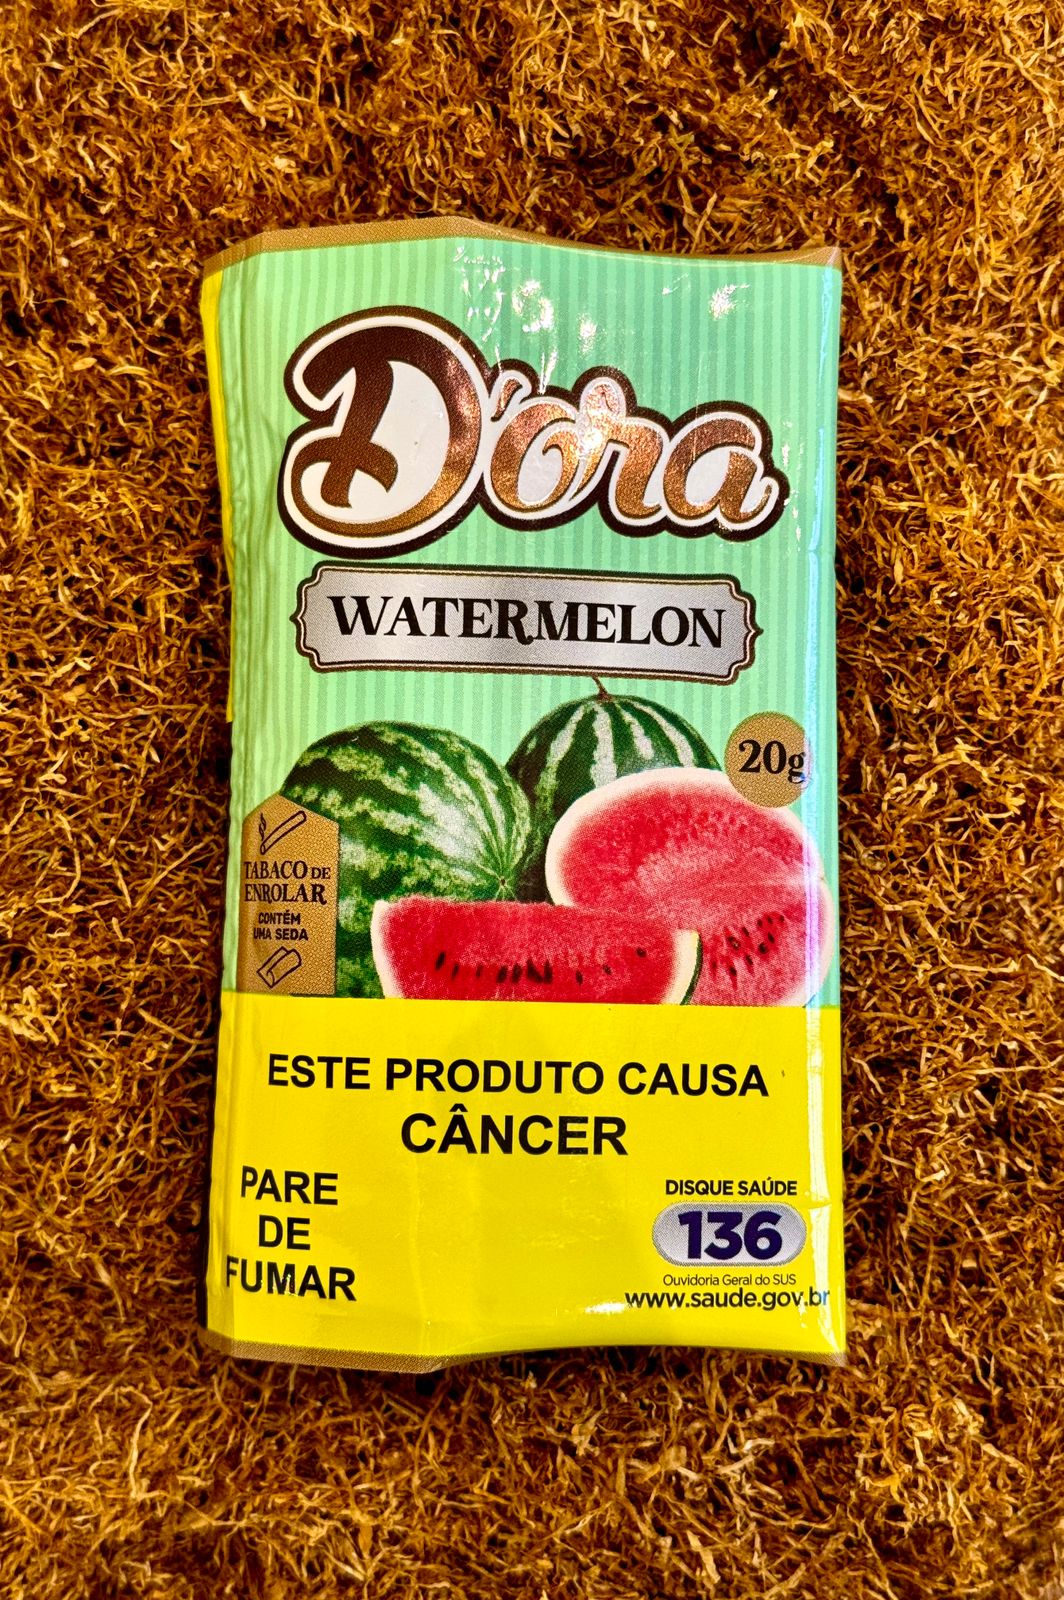 D'ora
WATERMELON
20g
TABACO DE
ENROLAR
CONTÉM
UMA SEDA
ESTE PRODUTO CAUSA
CÂNCER
PARE
DE
FUMAR
DISQUE SAÚDE
136
Ouvidoria Geral do SUS
www.saude.gov.br